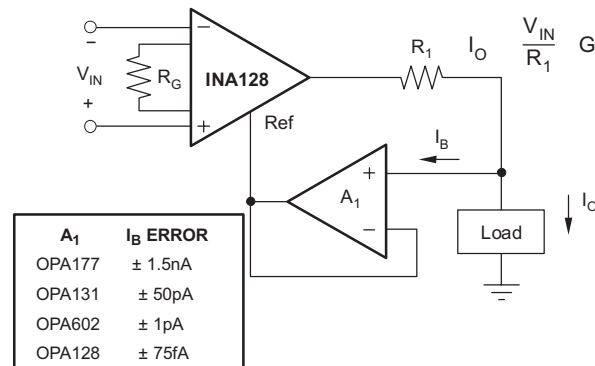 −
V_IN
+
R_G
−
INA128
+
Ref
R_1
I_O V_IN/R_1 G
I_B
+
A_1
−
Load
I_O
A_1 I_B ERROR
OPA177 ± 1.5nA
OPA131 ± 50pA
OPA602 ± 1pA
OPA128 ± 75fA